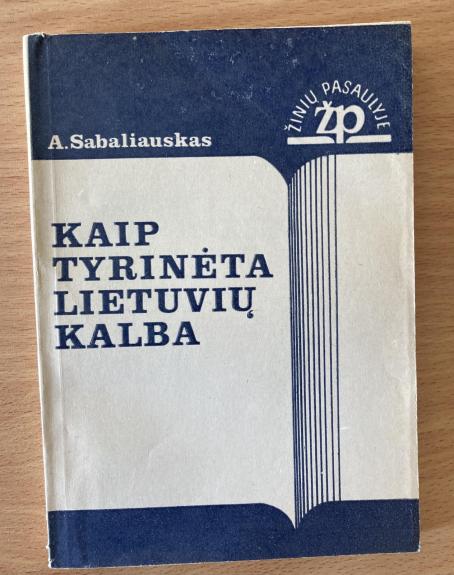 ŽINIŲ PASAULYJE
žp
A.Sabaliauskas
KAIP
TYRINĖTA
LIETUVIŲ
KALBA